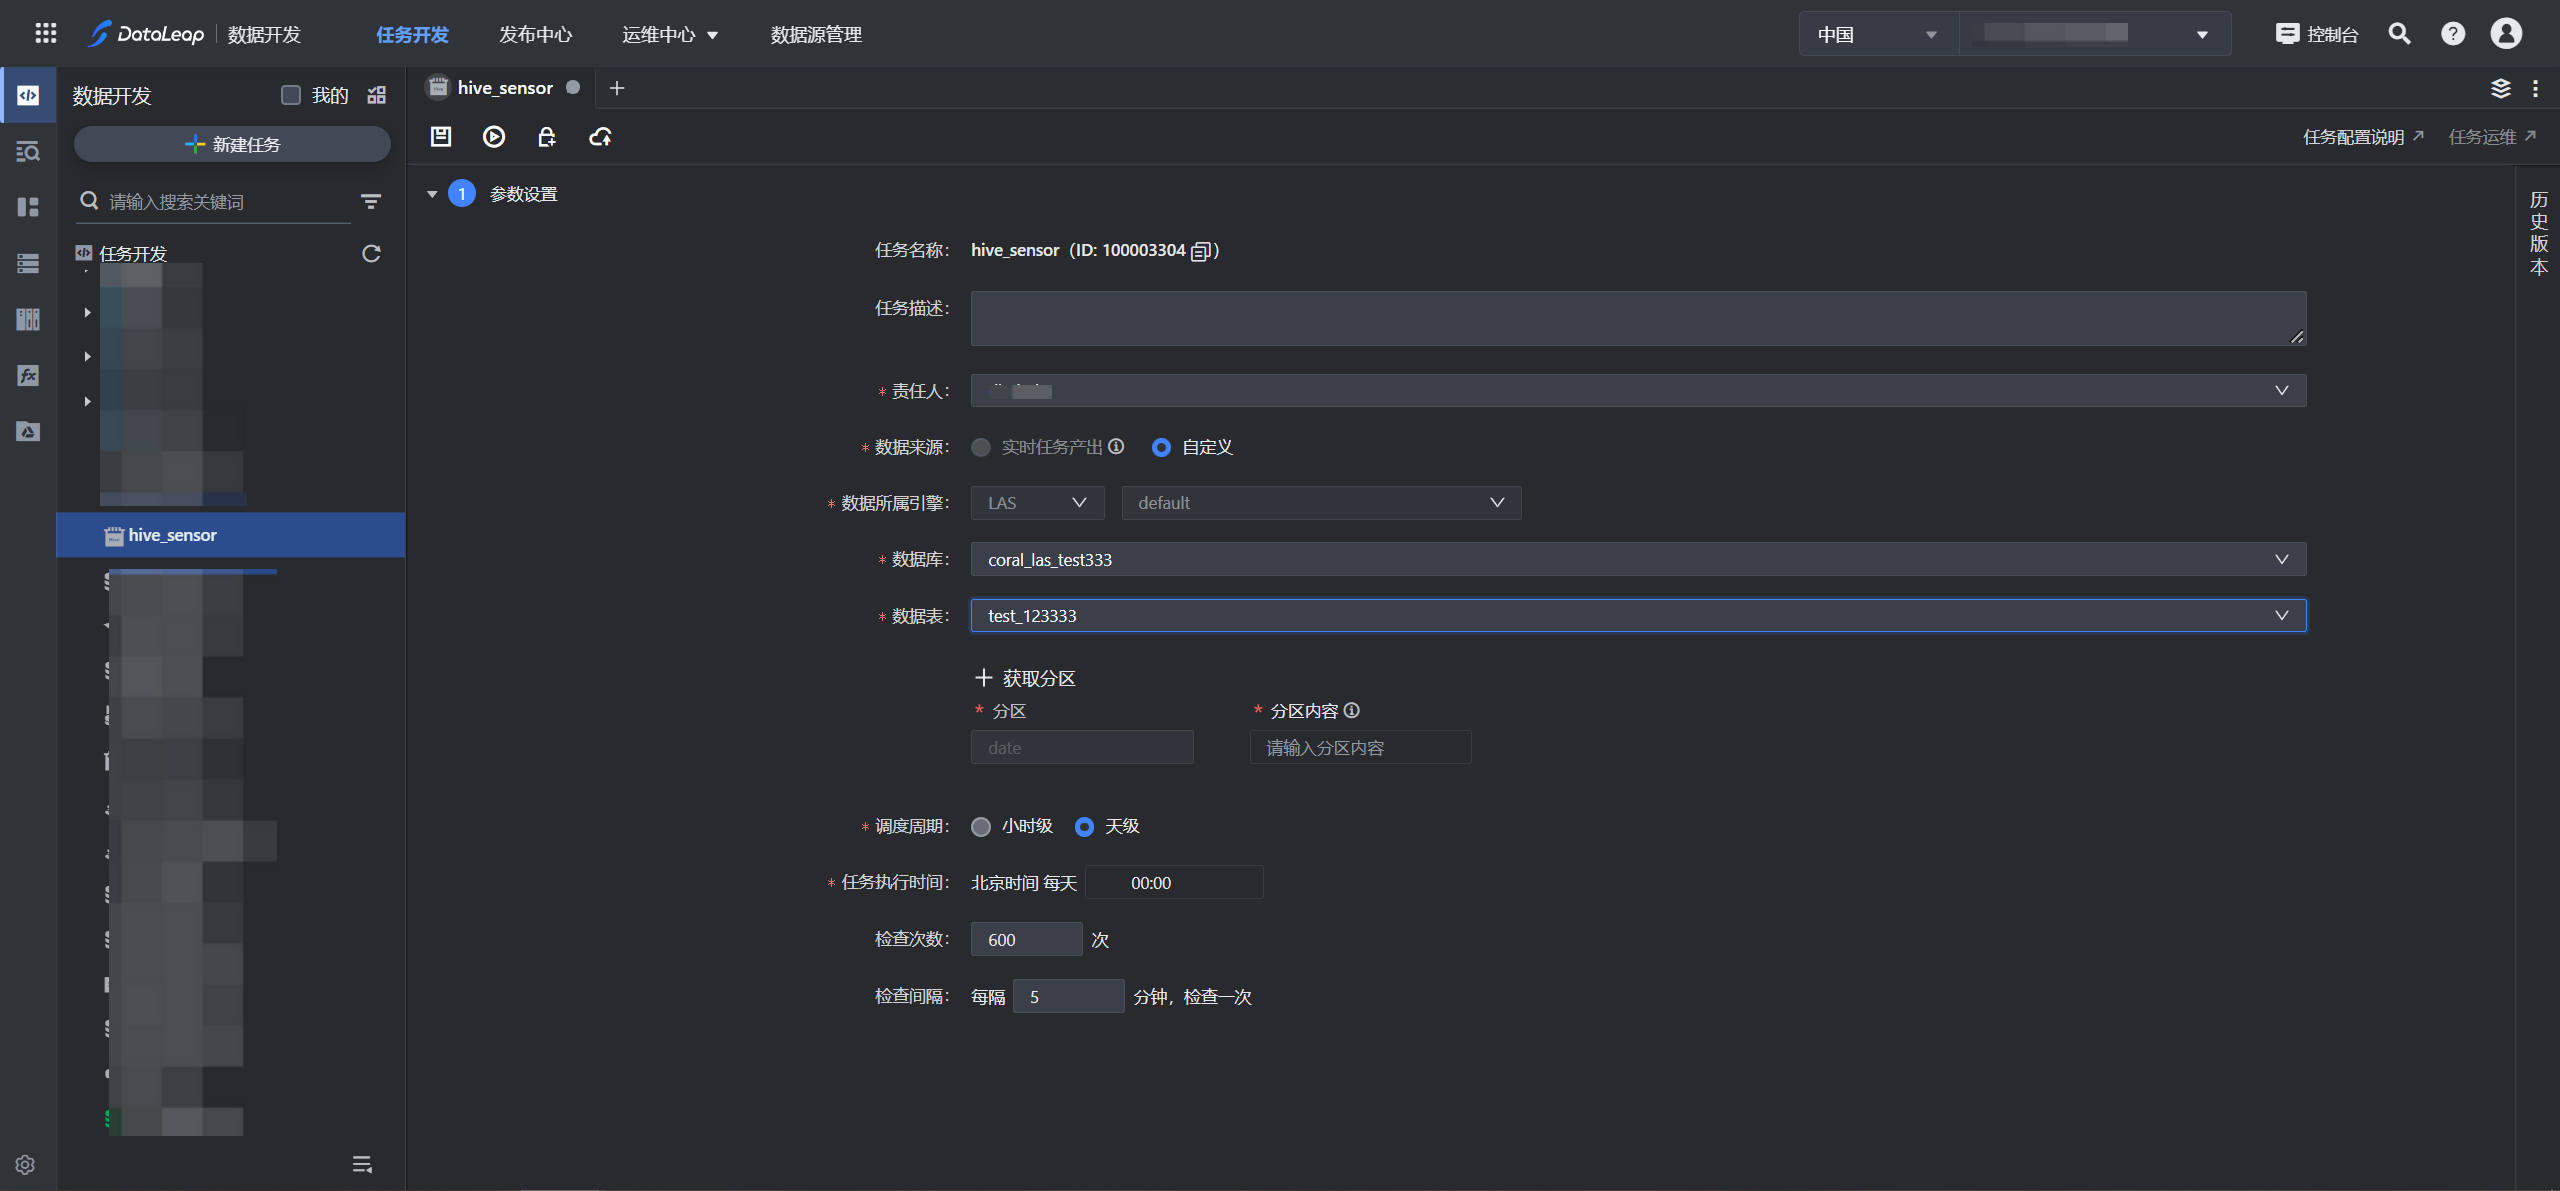 DataLeap 数据开发 任务开发 发布中心 运维中心 数据源管理 中国 控制台
数据开发 我的
新建任务
请输入搜索关键词
任务开发
hive_sensor
hive_sensor
任务配置说明 任务运维
历史版本
1 参数设置
任务名称: hive_sensor (ID: 100003304)
任务描述:
* 责任人:
* 数据来源: 实时任务产出 自定义
* 数据所属引擎: LAS default
* 数据库: coral_las_test333
* 数据表: test_123333
获取分区
* 分区 * 分区内容
date 请输入分区内容
* 调度周期: 小时级 天级
* 任务执行时间: 北京时间 每天 00:00
检查次数: 600 次
检查间隔: 每隔 5 分钟，检查一次